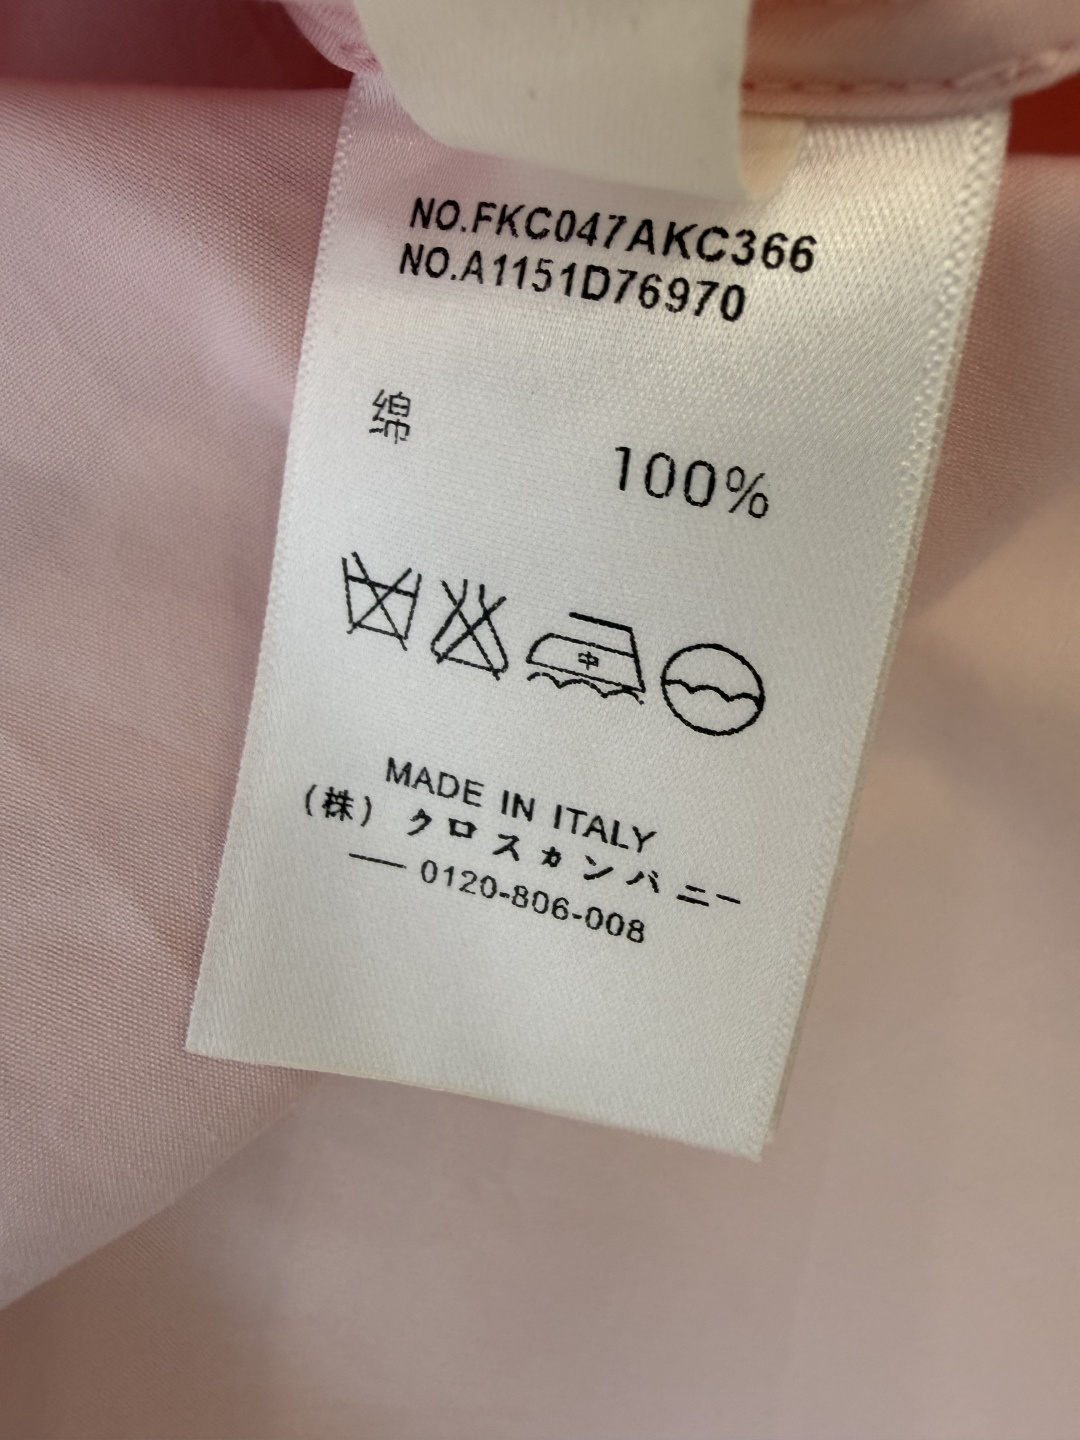 NO.FKC047AKC366
NO.A1151D76970
綿 100%
中
MADE IN ITALY
(株) クロスカンパニー
── 0120-806-008